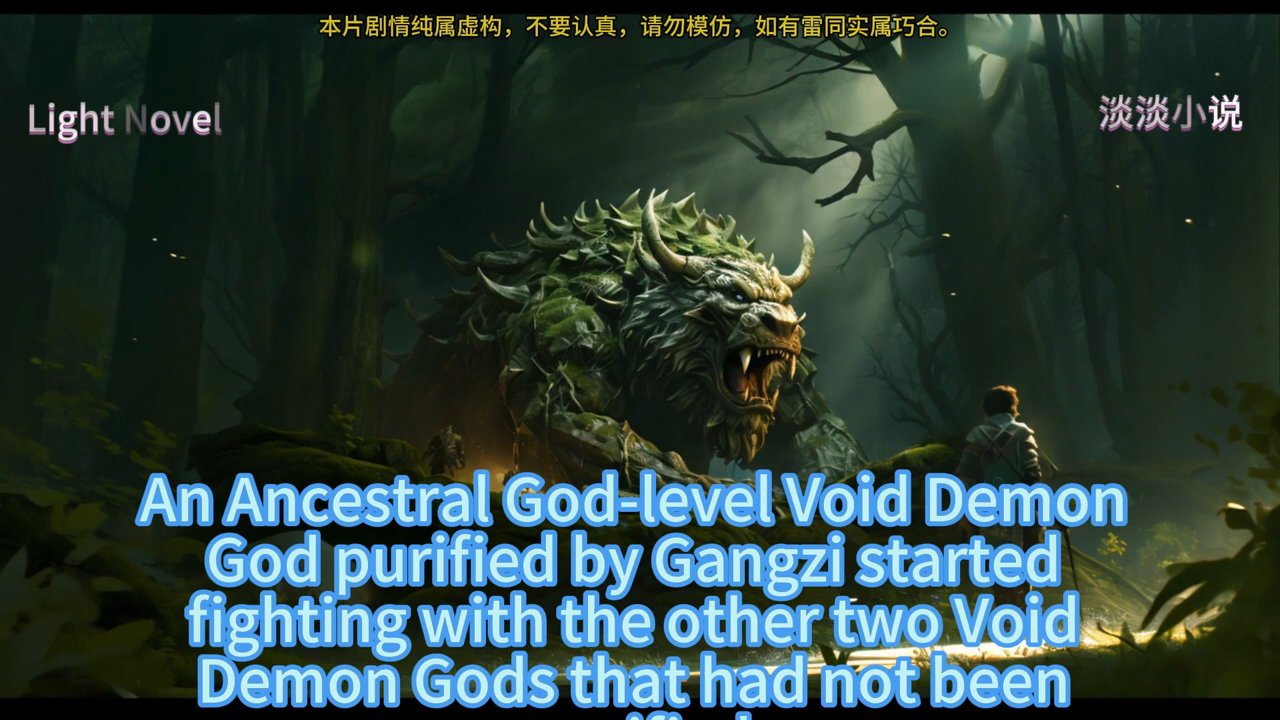 本片剧情纯属虚构，不要认真，请勿模仿，如有雷同实属巧合。
Light Novel
淡淡小说
An Ancestral God-level Void Demon
God purified by Gangzi started
fighting with the other two Void
Demon Gods that had not been